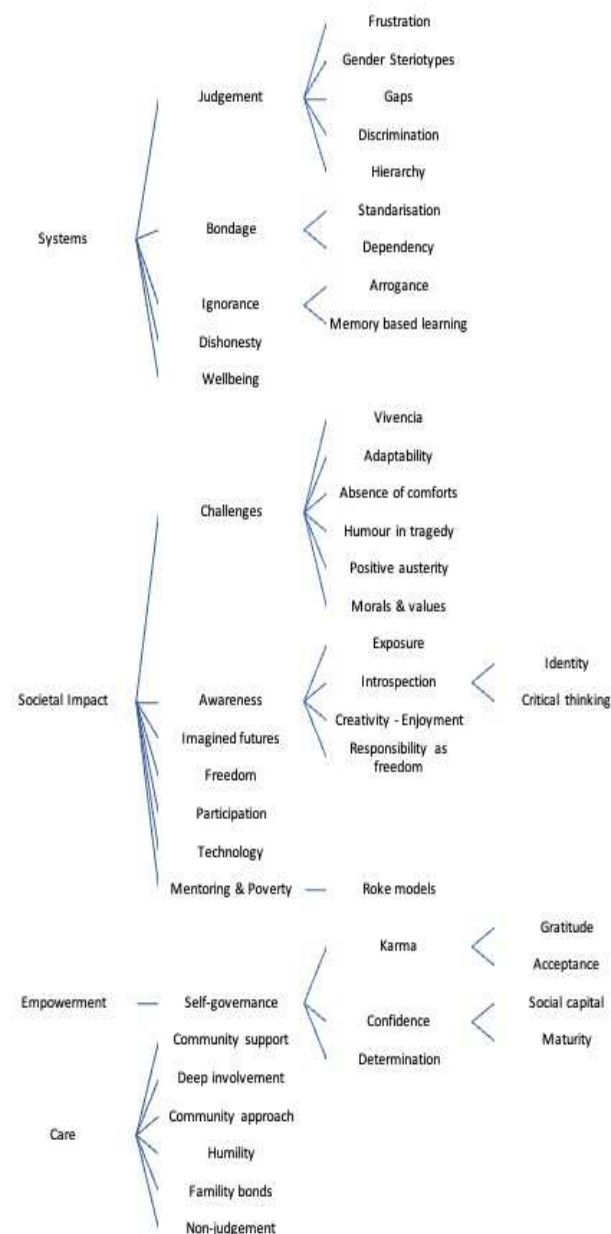 Frustration
Gender Steriotypes
Judgement
Gaps
Discrimination
Hierarchy
Standarisation
Systems
Bondage
Dependency
Arrogance
Ignorance
Memory based learning
Dishonesty
Wellbeing
Vivencia
Adaptability
Absence of comforts
Challenges
Humour in tragedy
Positive austerity
Morals & values
Exposure
Identity
Introspection
Societal Impact
Awareness
Critical thinking
Creativity - Enjoyment
Imagined futures
Responsibility as
freedom
Freedom
Participation
Technology
Mentoring & Poverty
Roke models
Gratitude
Karma
Acceptance
Empowerment
Self-governance
Social capital
Confidence
Community support
Maturity
Determination
Deep involvement
Community approach
Care
Humility
Famility bonds
Non-judgement